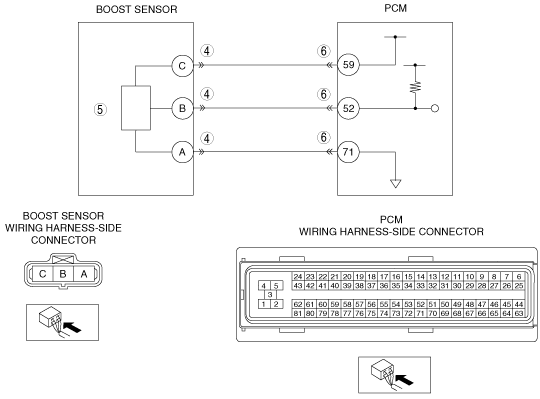 BOOST SENSOR
PCM
C 4 6 59
B 4 6 52
5
A 4 6 71
BOOST SENSOR
WIRING HARNESS-SIDE
CONNECTOR
C B A
PCM
WIRING HARNESS-SIDE CONNECTOR
24 23 22 21 20 19 18 17 16 15 14 13 12 11 10 9 8 7 6
4 5 43 42 41 40 39 38 37 36 35 34 33 32 31 30 29 28 27 26 25
3
1 2 62 61 60 59 58 57 56 55 54 53 52 51 50 49 48 47 46 45 44
81 80 79 78 77 76 75 74 73 72 71 70 69 68 67 66 65 64 63